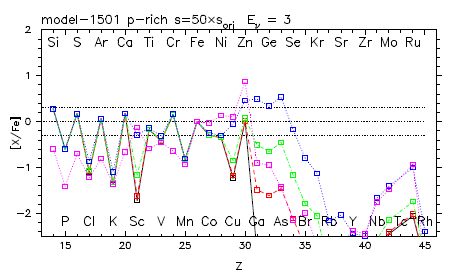 model-1501 p-rich s=50×s_ori E_ν = 3
2
Si S Ar Ca Ti Cr Fe Ni Zn Ge Se Kr Sr Zr Mo Ru
1
0
[X/Fe]
-1
-2
P Cl K Sc V Mn Co Cu Ga As Br Rb Y Nb Tc Rh
15 20 25 30 35 40 45
Z